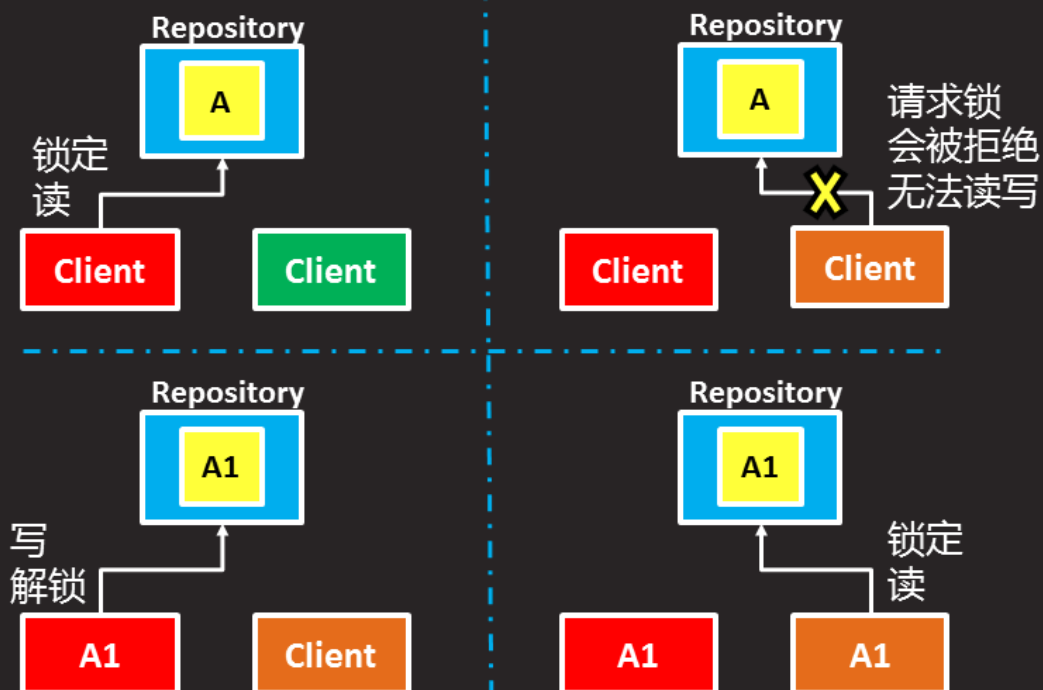 Repository
A
锁定
读
Client
Client
Repository
A
请求锁
会被拒绝
无法读写
X
Client
Client
Repository
A1
写
解锁
A1
Client
Repository
A1
锁定
读
A1
A1